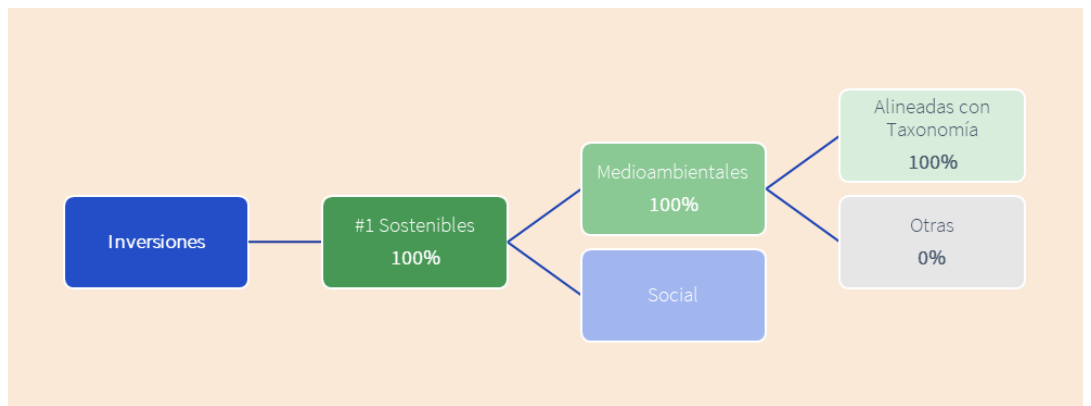 Inversiones
#1 Sostenibles
100%
Medioambientales
100%
Social
Alineadas con
Taxonomía
100%
Otras
0%